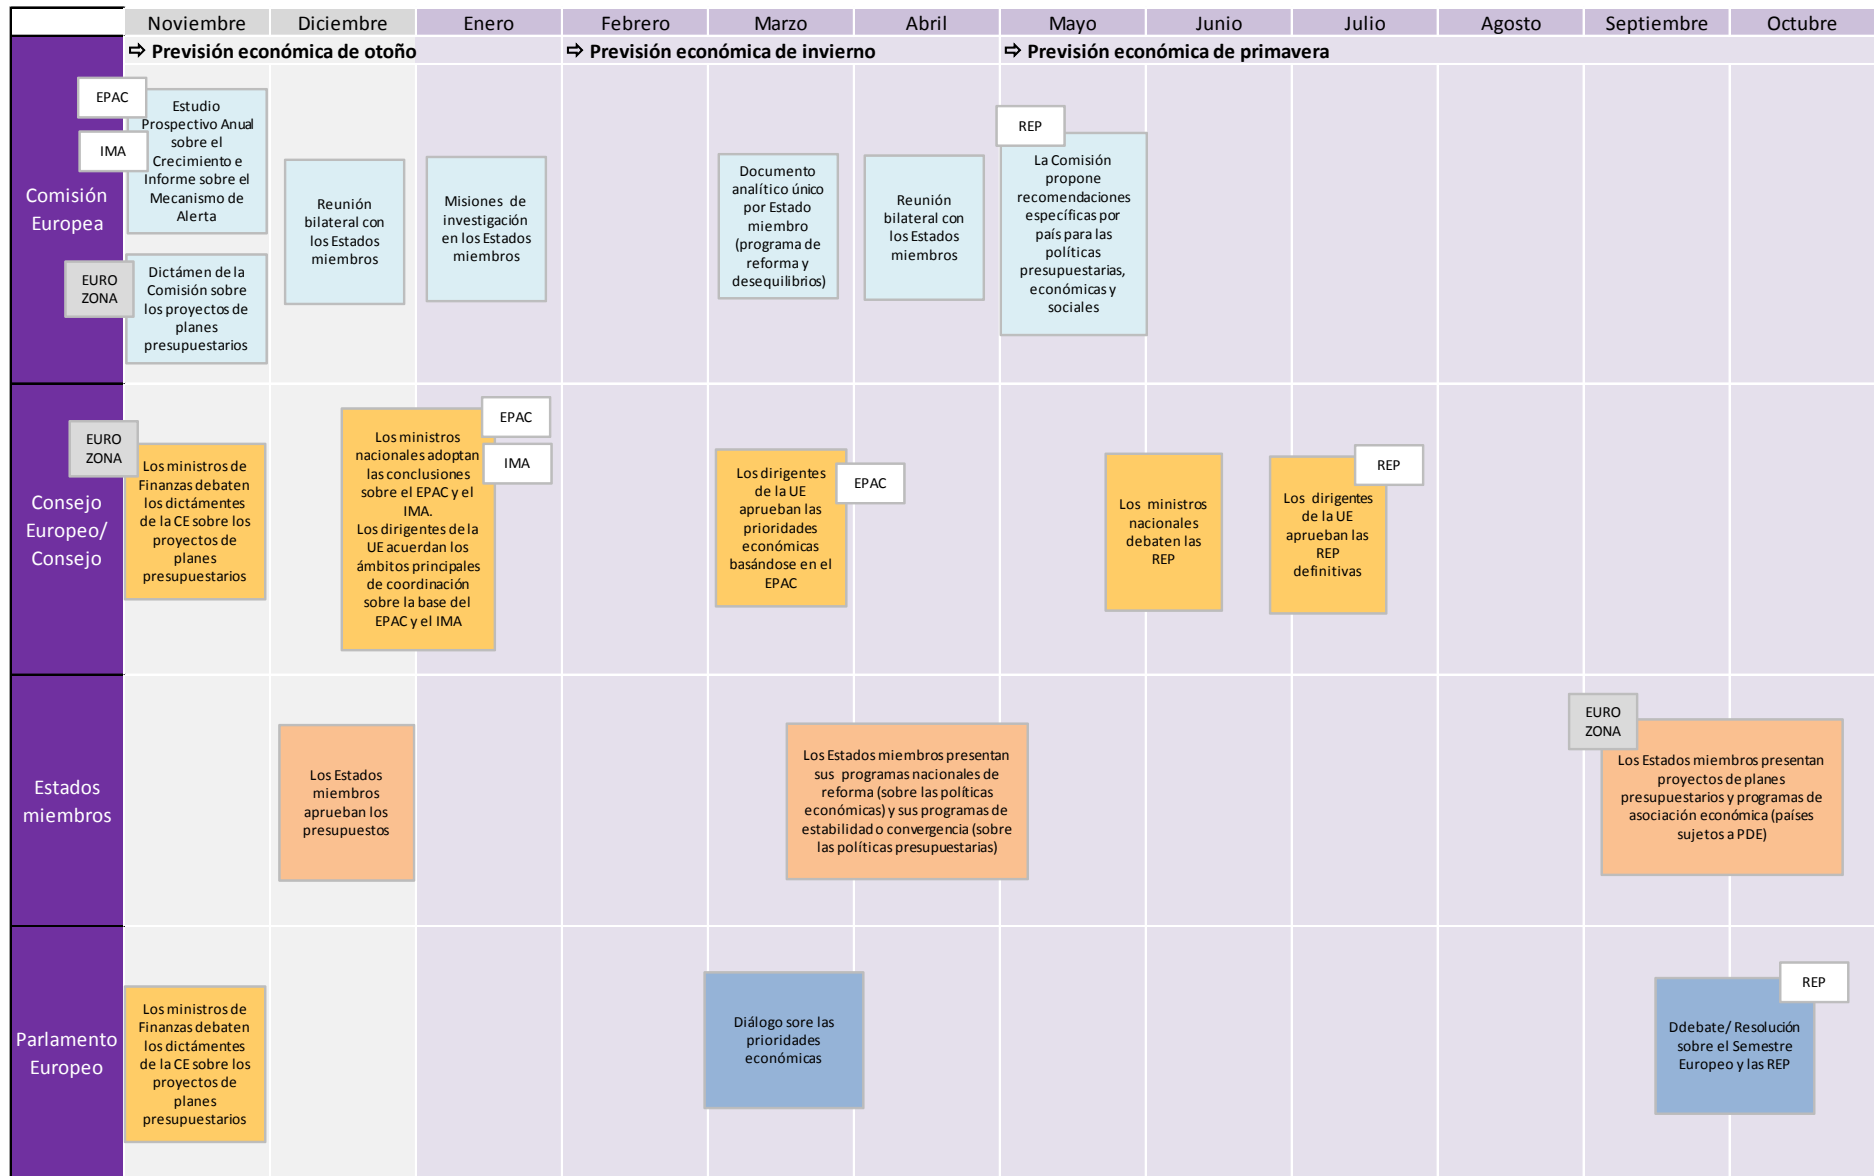 Noviembre Diciembre Enero Febrero Marzo Abril Mayo Junio Julio Agosto Septiembre Octubre
⇨ Previsión económica de otoño ⇨ Previsión económica de invierno ⇨ Previsión económica de primavera
Comisión
Europea
EPAC
IMA
Estudio
Prospectivo Anual
sobre el
Crecimiento e
Informe sobre el
Mecanismo de
Alerta
EURO
ZONA
Dictámen de la
Comisión sobre
los proyectos de
planes
presupuestarios
Reunión
bilateral con
los Estados
miembros
Misiones de
investigación
en los Estados
miembros
Documento
analítico único
por Estado
miembro
(programa de
reforma y
desequilibrios)
Reunión
bilateral con
los Estados
miembros
REP
La Comisión
propone
recomendaciones
específicas por
país para las
políticas
presupuestarias,
económicas y
sociales
Consejo
Europeo/
Consejo
EURO
ZONA
Los ministros de
Finanzas debaten
los dictámentes
de la CE sobre los
proyectos de
planes
presupuestarios
EPAC
IMA
Los ministros
nacionales adoptan
las conclusiones
sobre el EPAC y el
IMA.
Los dirigentes de la
UE acuerdan los
ámbitos principales
de coordinación
sobre la base del
EPAC y el IMA
EPAC
Los dirigentes
de la UE
aprueban las
prioridades
económicas
basándose en el
EPAC
Los ministros
nacionales
debaten las
REP
REP
Los dirigentes
de la UE
aprueban las
REP
definitivas
Estados
miembros
Los Estados
miembros
aprueban los
presupuestos
Los Estados miembros presentan
sus programas nacionales de
reforma (sobre las políticas
económicas) y sus programas de
estabilidad o convergencia (sobre
las políticas presupuestarias)
EURO
ZONA
Los Estados miembros presentan
proyectos de planes
presupuestarios y programas de
asociación económica (países
sujetos a PDE)
Parlamento
Europeo
Los ministros de
Finanzas debaten
los dictámentes
de la CE sobre los
proyectos de
planes
presupuestarios
Diálogo sore las
prioridades
económicas
REP
Ddebate/ Resolución
sobre el Semestre
Europeo y las REP